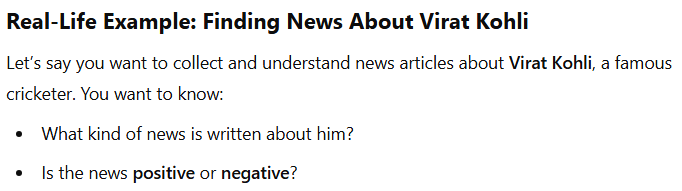 Real-Life Example: Finding News About Virat Kohli
Let’s say you want to collect and understand news articles about Virat Kohli, a famous
cricketer. You want to know:
• What kind of news is written about him?
• Is the news positive or negative?